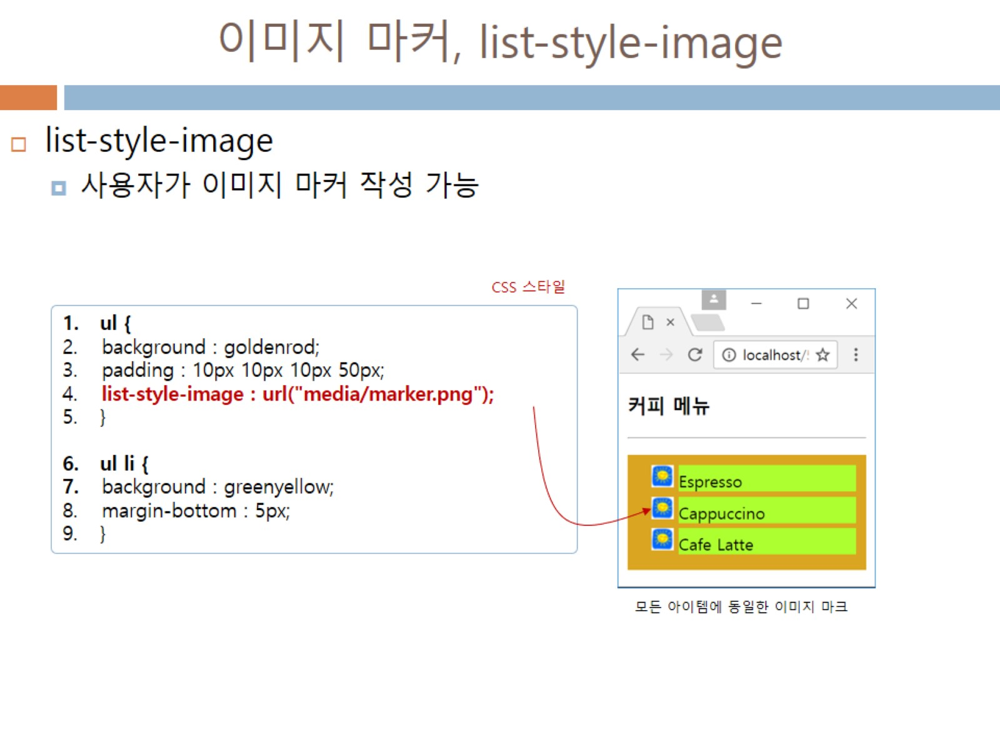 이미지 마커, list-style-image
list-style-image
사용자가 이미지 마커 작성 가능
CSS 스타일
1. ul {
2. background : goldenrod;
3. padding : 10px 10px 10px 50px;
4. list-style-image : url("media/marker.png");
5. }
6. ul li {
7. background : greenyellow;
8. margin-bottom : 5px;
9. }
localhost/
커피 메뉴
Espresso
Cappuccino
Cafe Latte
모든 아이템에 동일한 이미지 마크